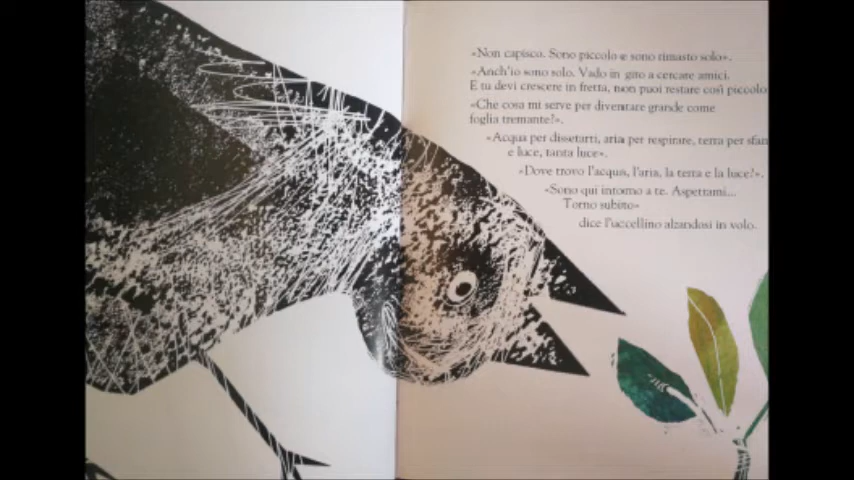 «Non capisco. Sono piccolo e sono rimasto solo».
«Anch'io sono solo. Vado in giro a cercare amici.
E tu devi crescere in fretta, non puoi restare così piccolo
«Che cosa mi serve per diventare grande come
foglia tremante?».
«Acqua per dissetarti, aria per respirare, terra per sfam
e luce, tanta luce».
«Dove trovo l'acqua, l'aria, la terra e la luce?».
«Sono qui intorno a te. Aspettami...
Torno subito»
dice l'uccellino alzandosi in volo.